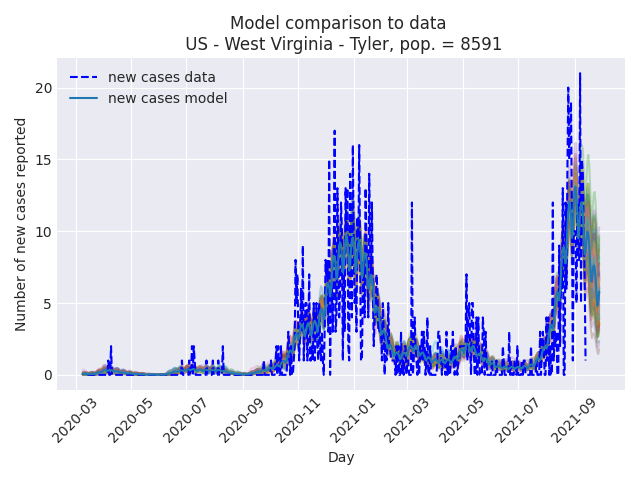 Model comparison to data
US - West Virginia - Tyler, pop. = 8591
new cases data
new cases model
Number of new cases reported
20
15
10
5
0
2020-03
2020-05
2020-07
2020-09
2020-11
2021-01
2021-03
2021-05
2021-07
2021-09
Day